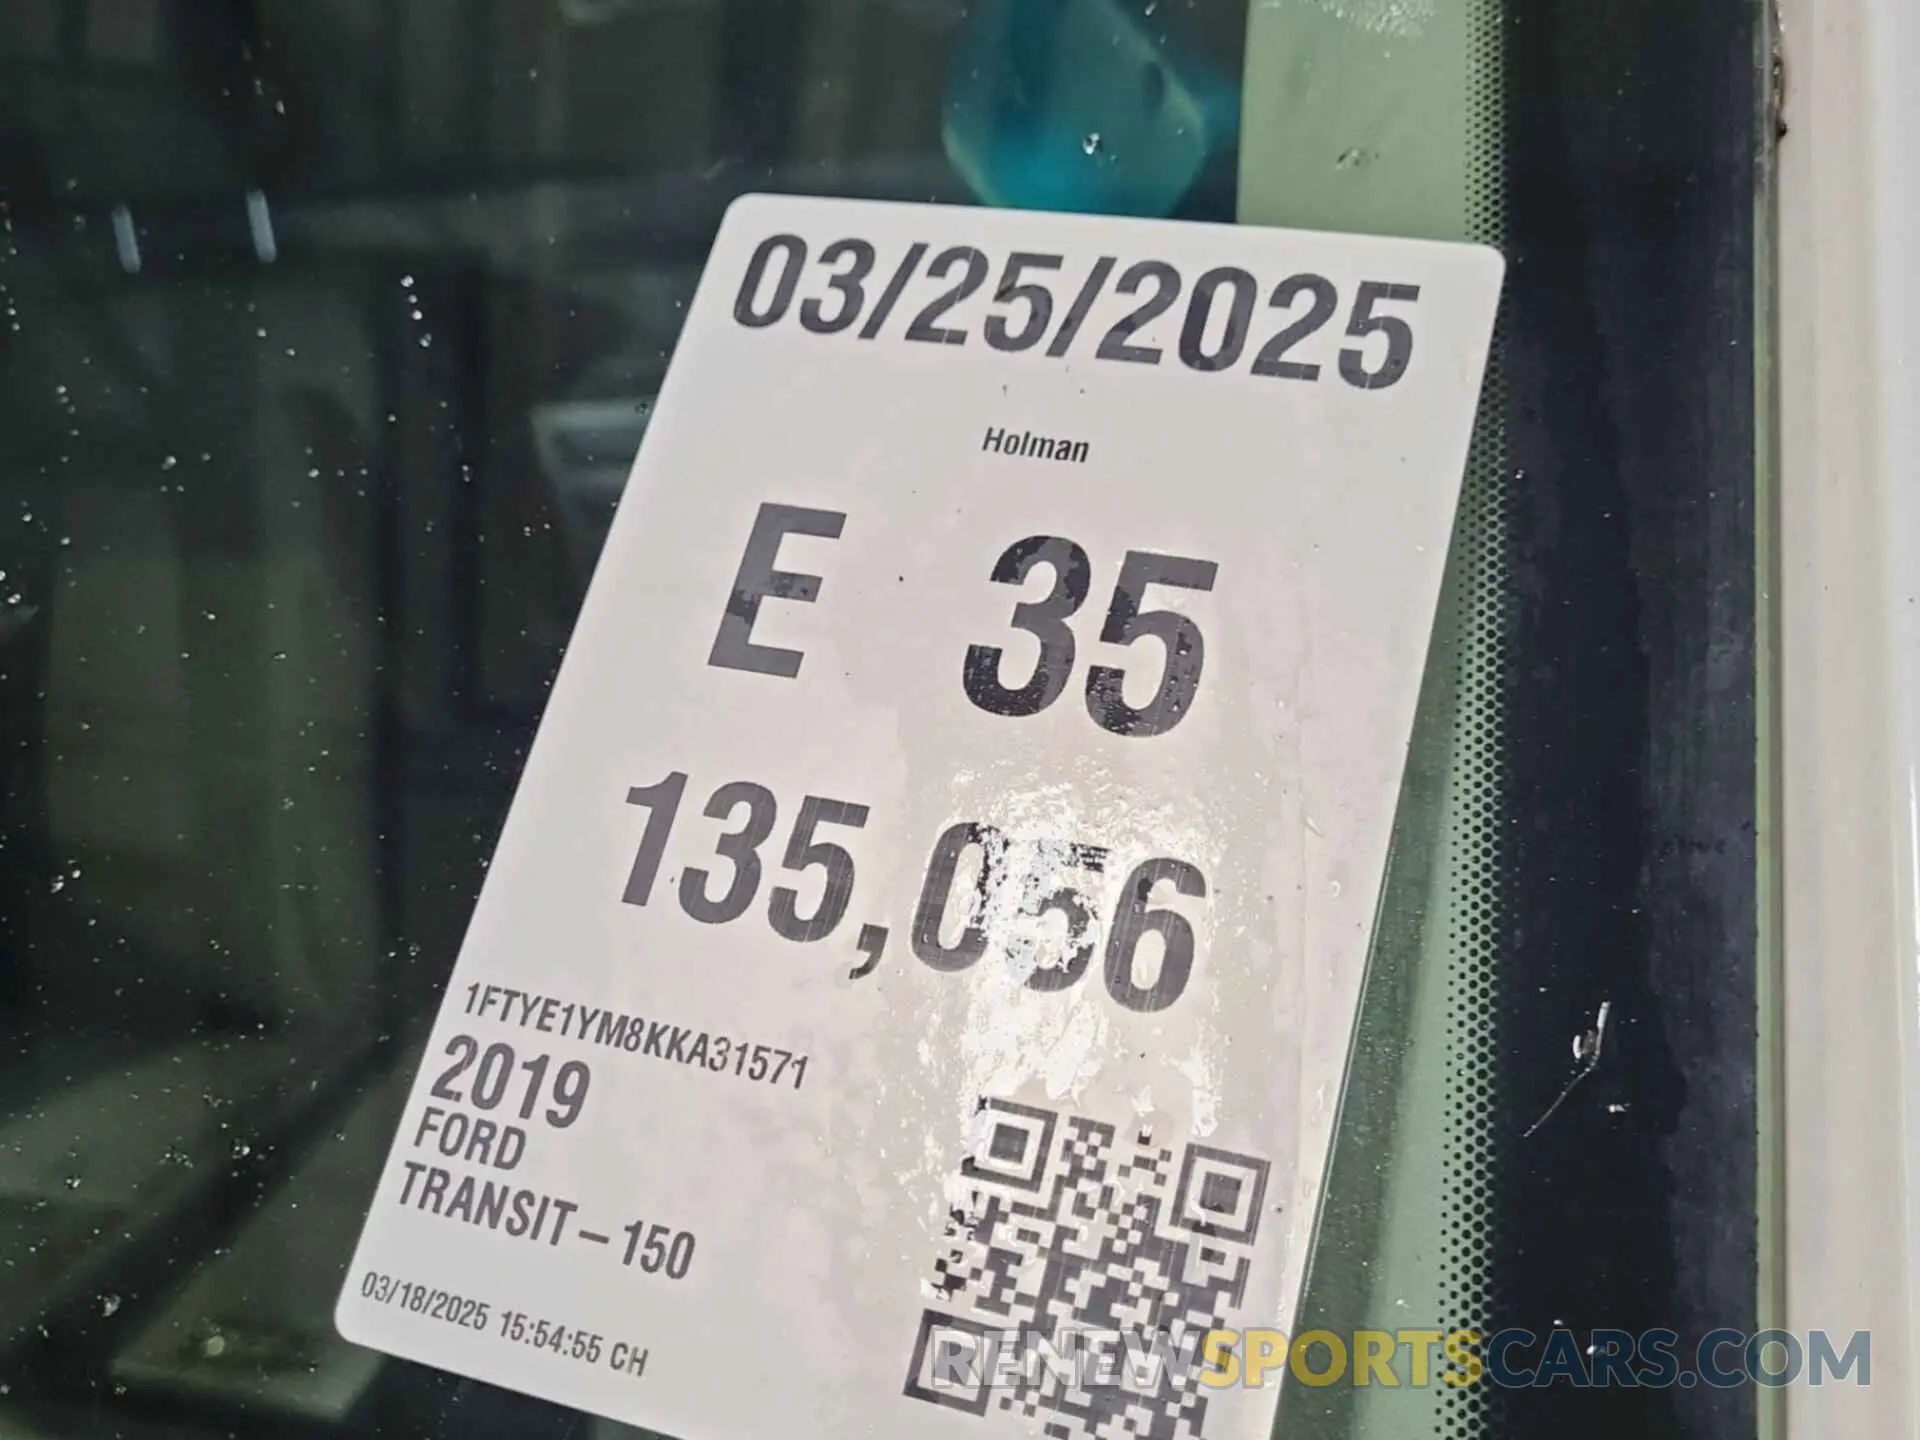 03/25/2025
Holman
E 35
135,056
1FTYE1YM8KKA31571
2019
FORD
TRANSIT-150
03/18/2025 15:54:55 CH
RENEWSPORTSCARS.COM